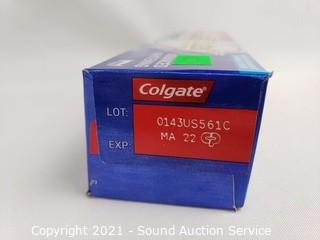 Colgate
LOT: 0143US561C
EXP. MA 22
Copyright 2021 - Sound Auction Service